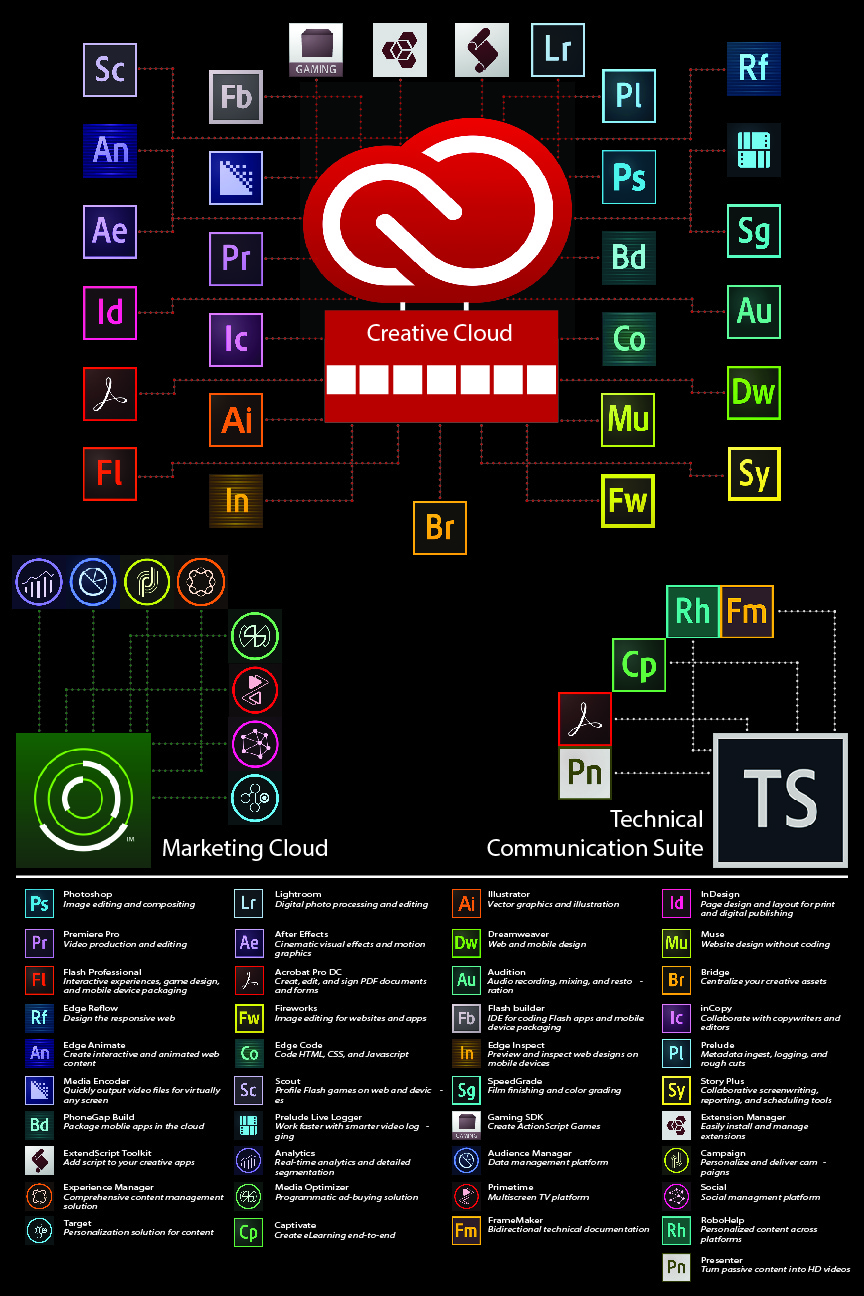 GAMING
Lr
Sc
Fb
Pl
Rf
An
Ps
Ae
Pr
Bd
Sg
Id
Ic
Creative Cloud
Co
Au
Ai
Mu
Dw
Fl
In
Br
Fw
Sy
Rh
Fm
Cp
Pn
TS
TM
Marketing Cloud
Technical
Communication Suite
Ps
Photoshop
Image editing and compositing
Lr
Lightroom
Digital photo processing and editing
Ai
Illustrator
Vector graphics and illustration
Id
InDesign
Page design and layout for print
and digital publishing
Pr
Premiere Pro
Video production and editing
Ae
After Effects
Cinematic visual effects and motion
graphics
Dw
Dreamweaver
Web and mobile design
Mu
Muse
Website design without coding
Fl
Flash Professional
Interactive experiences, game design,
and mobile device packaging
Acrobat Pro DC
Creat, edit, and sign PDF documents
and forms
Au
Audition
Audio recording, mixing, and resto -
ration
Br
Bridge
Centralize your creative assets
Rf
Edge Reflow
Design the responsive web
Fw
Fireworks
Image editing for websites and apps
Fb
Flash builder
IDE for coding Flash apps and mobile
device packaging
Ic
inCopy
Collaborate with copywriters and
editors
An
Edge Animate
Create interactive and animated web
content
Co
Edge Code
Code HTML, CSS, and Javascript
In
Edge Inspect
Preview and inspect web designs on
mobile devices
Pl
Prelude
Metadata ingest, logging, and
rough cuts
Media Encoder
Quickly output video files for virtually
any screen
Sc
Scout
Profile Flash games on web and devic -
es
Sg
SpeedGrade
Film finishing and color grading
Sy
Story Plus
Collaborative screenwriting,
reporting, and scheduling tools
Bd
PhoneGap Build
Package moblie apps in the cloud
Prelude Live Logger
Work faster with smarter video log -
ging
GAMING
Gaming SDK
Create ActionScript Games
Extension Manager
Easily install and manage
extensions
ExtendScript Toolkit
Add script to your creative apps
Analytics
Real-time analytics and detailed
segmentation
Audience Manager
Data management platform
Campaign
Personalize and deliver cam -
paigns
Experience Manager
Comprehensive content management
solution
Media Optimizer
Programmatic ad-buying solution
Primetime
Multiscreen TV platform
Social
Social managment platform
Target
Personalization solution for content
Cp
Captivate
Create eLearning end-to-end
Fm
FrameMaker
Bidirectional technical documentation
Rh
RoboHelp
Personalized content across
platforms
Pn
Presenter
Turn passive content into HD videos